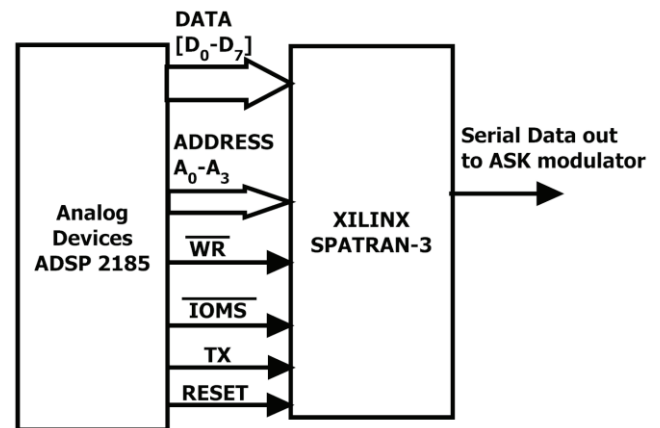 DATA
[D0-D7]
ADDRESS
A0-A3
Analog
Devices
ADSP 2185
WR
IOMS
TX
RESET
XILINX
SPATRAN-3
Serial Data out
to ASK modulator